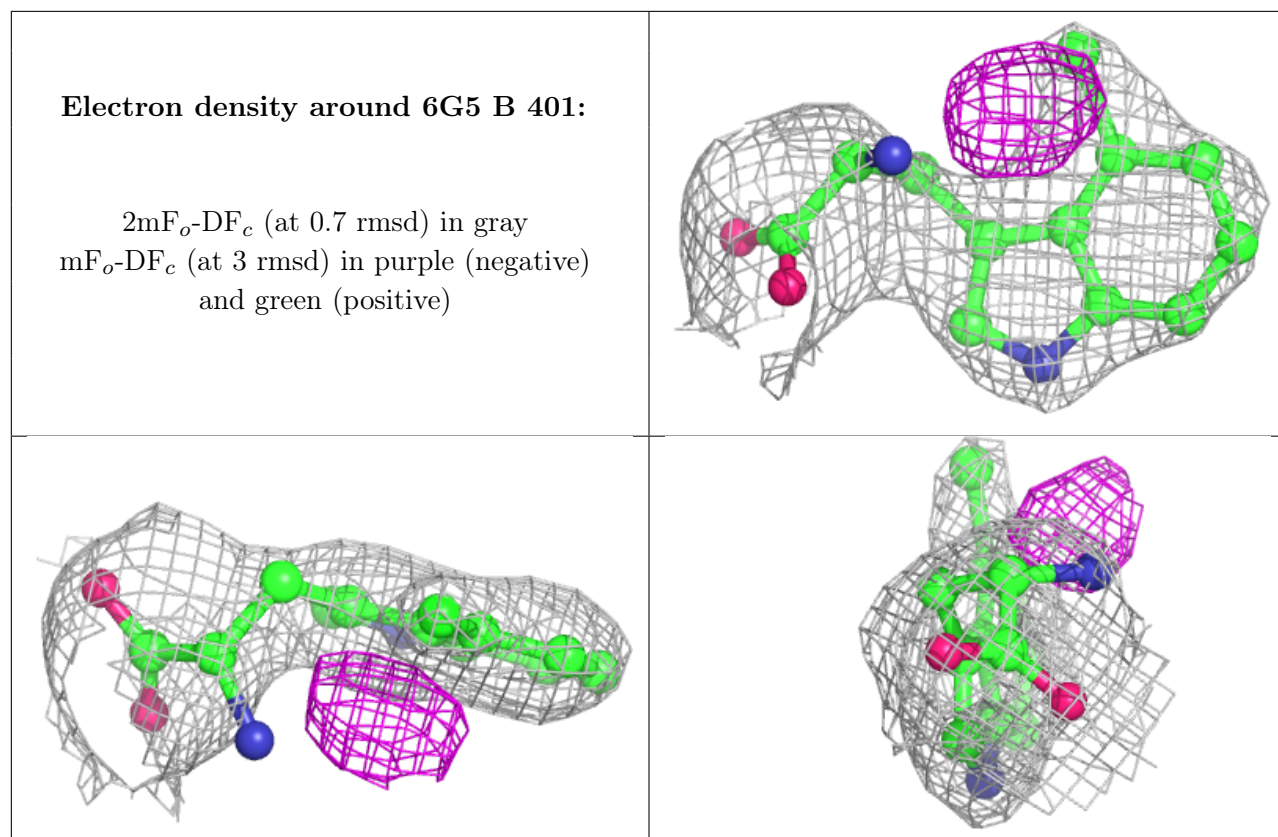 Electron density around 6G5 B 401:
2mFₒ-DF𝒸 (at 0.7 rmsd) in gray
mFₒ-DF𝒸 (at 3 rmsd) in purple (negative)
and green (positive)